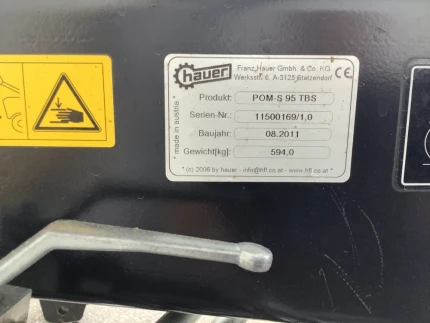 hauer
Franz Hauer Gmbh. & Co. KG
Werksstr. 6, A-3125 Statzendorf
CE
Produkt: POM-S 95 TBS
Serien-Nr.: 11500169/1,0
Baujahr: 08.2011
Gewicht[kg]: 594,0
* made in austria *
* (c) 2006 by hauer - info@hfl.co.at - www.hfl.co.at *